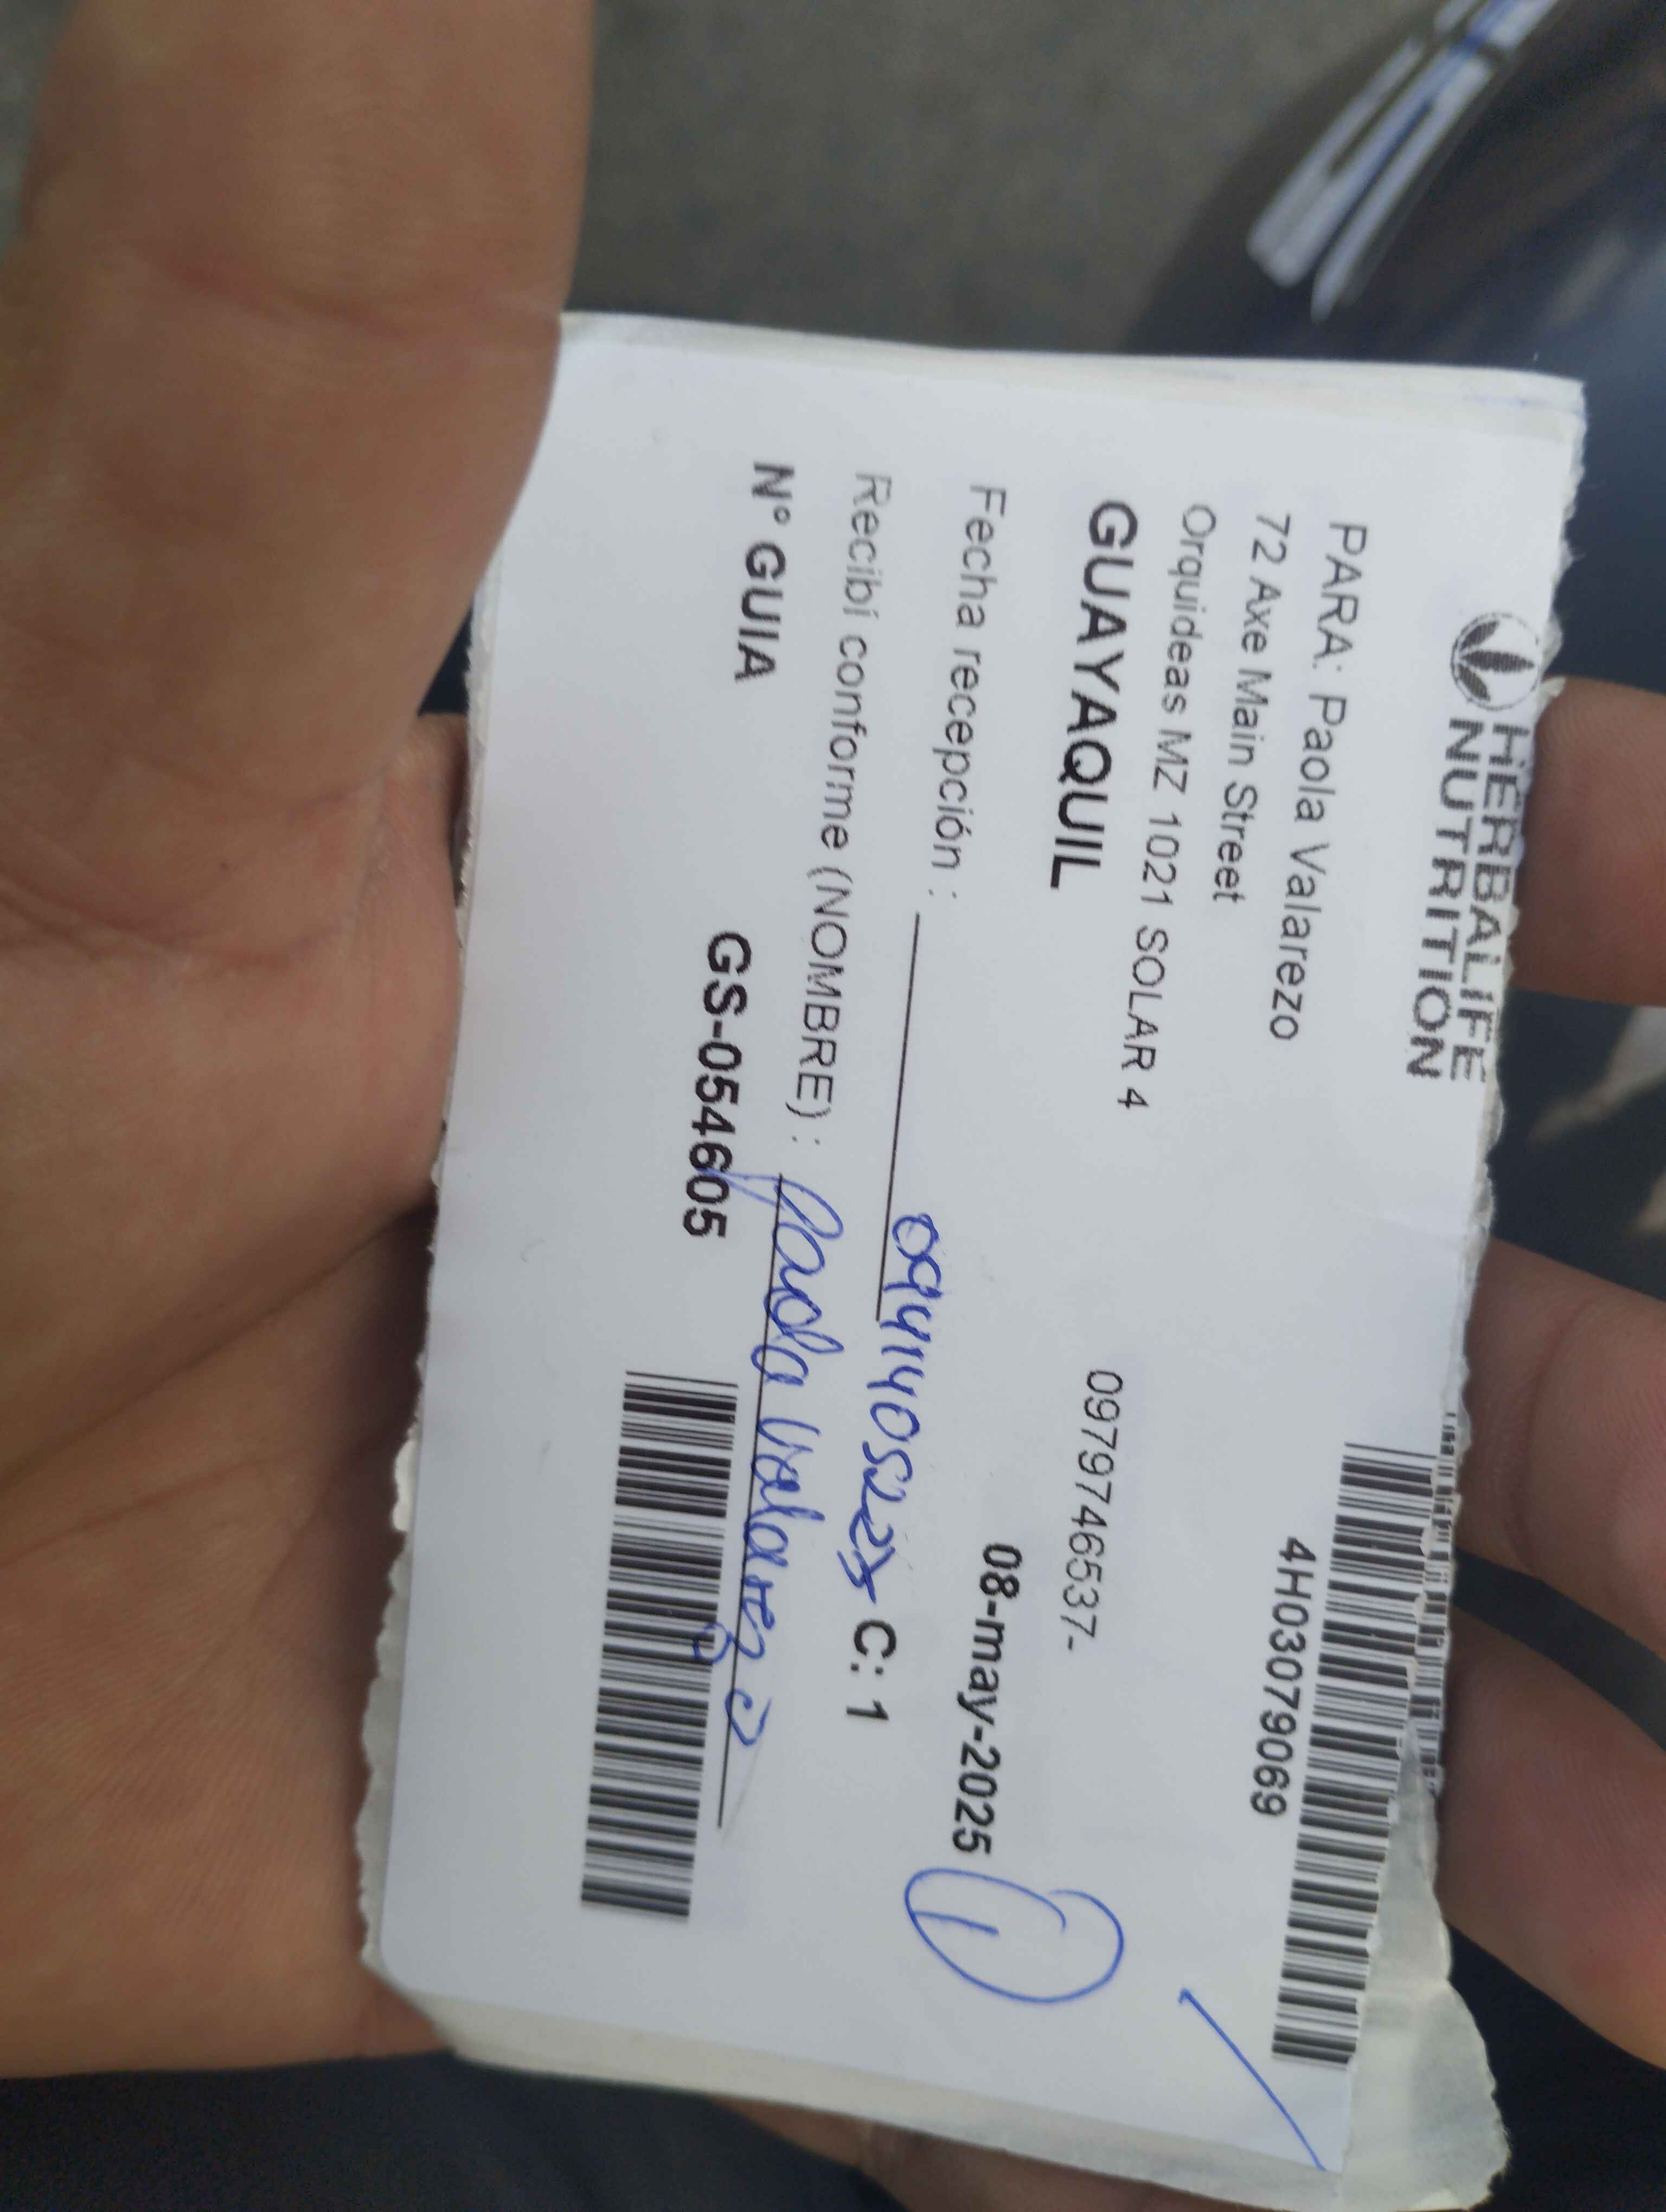 HERBALIFE
NUTRITION
4H03079069
PARA: Paola Valarezo
72 Axe Main Street
Orquideas MZ 1021 SOLAR 4
GUAYAQUIL
0979746537-
08-may-2025
Fecha recepción :
C: 1
Recibí conforme (NOMBRE) : Paola Valarezo
Nº GUIA GS-054605